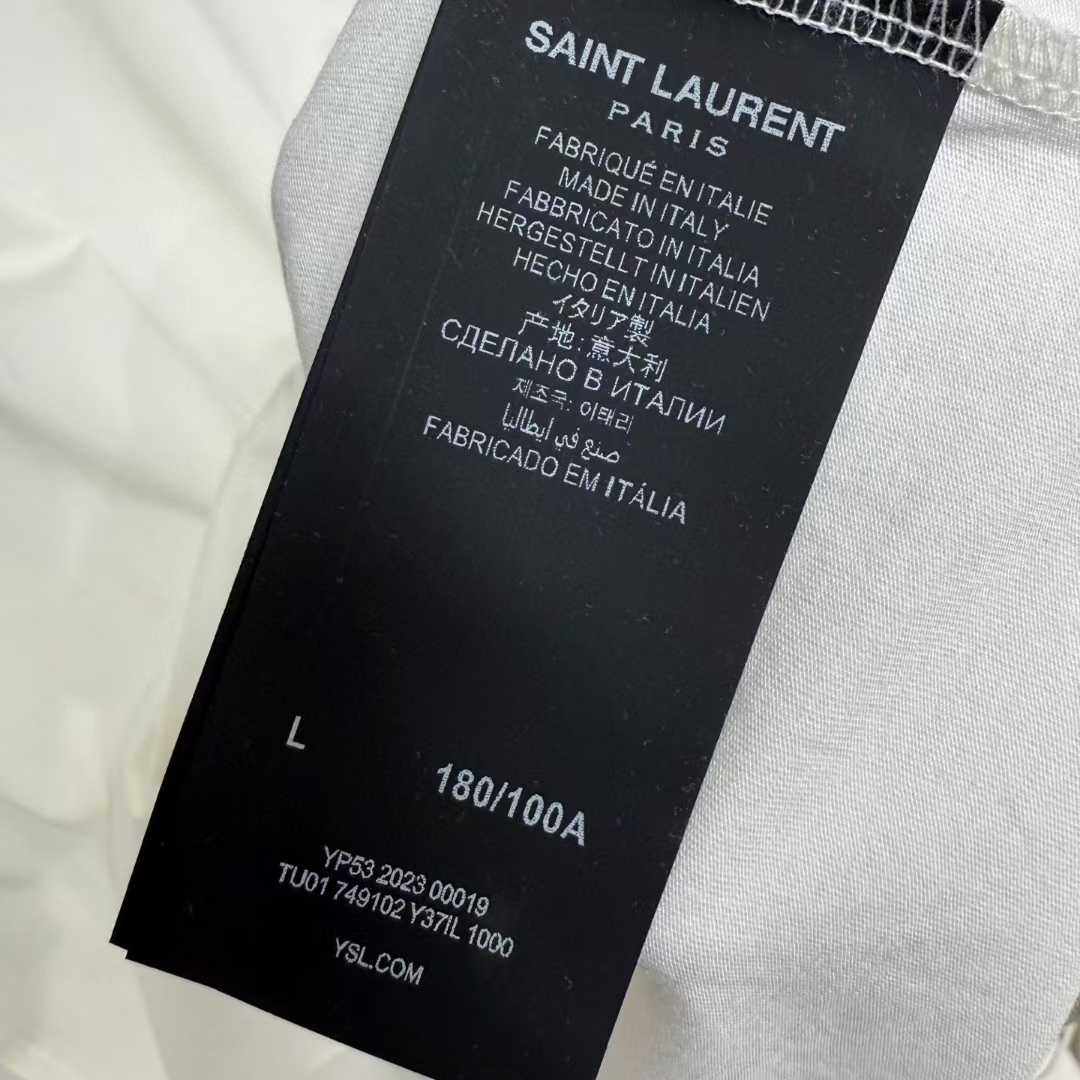 SAINT LAURENT
PARIS
FABRIQUÉ EN ITALIE
MADE IN ITALY
FABBRICATO IN ITALIA
HERGESTELLT IN ITALIEN
HECHO EN ITALIA
イタリア製
产地: 意大利
СДЕЛАНО В ИТАЛИИ
제조국: 이태리
صنع في ايطاليا
FABRICADO EM ITÁLIA
L
180/100A
YP53 2023 00019
TU01 749102 Y37IL 1000
YSL.COM